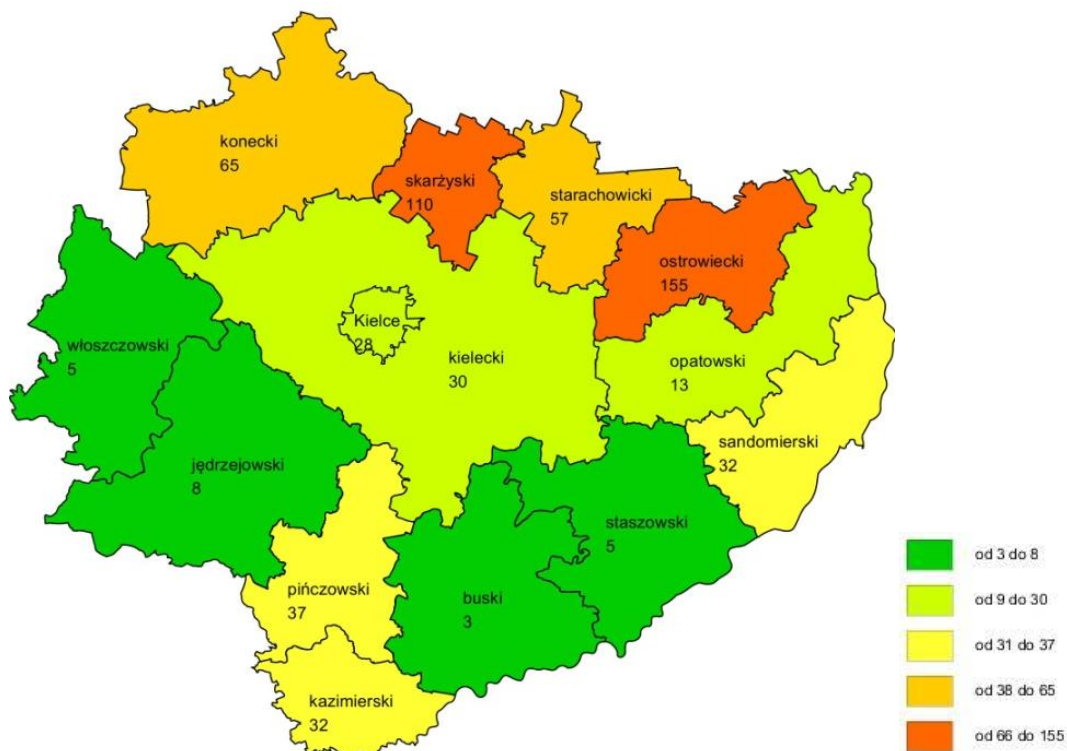 konecki
65
skarżyski
110
starachowicki
57
ostrowiecki
155
Kielce
28
włoszczowski
5
kielecki
30
opatowski
13
sandomierski
32
jędrzejowski
8
staszowski
5
pińczowski
37
buski
3
kazimierski
32
od 3 do 8
od 9 do 30
od 31 do 37
od 38 do 65
od 66 do 155